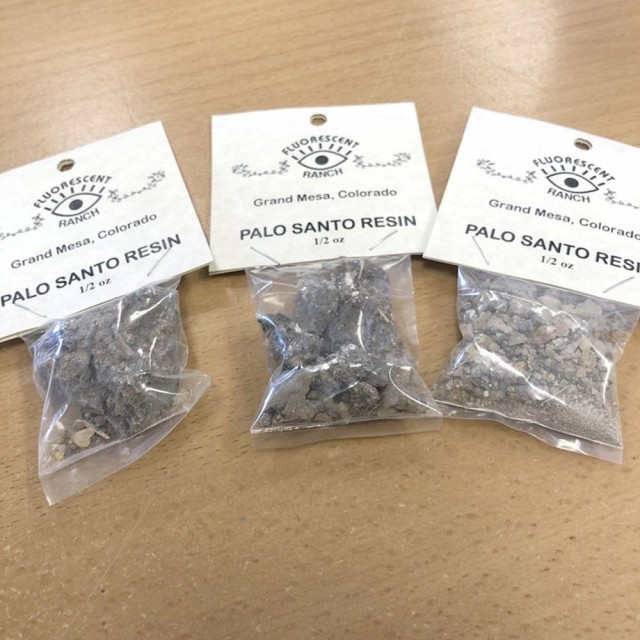 FLUORESCENT
RANCH
Grand Mesa, Colorado
PALO SANTO RESIN
1/2 oz
FLUORESCENT
RANCH
Grand Mesa, Colorado
PALO SANTO RESIN
1/2 oz
FLUORESCENT
RANCH
Grand Mesa, Colorado
PALO SANTO RESIN
1/2 oz